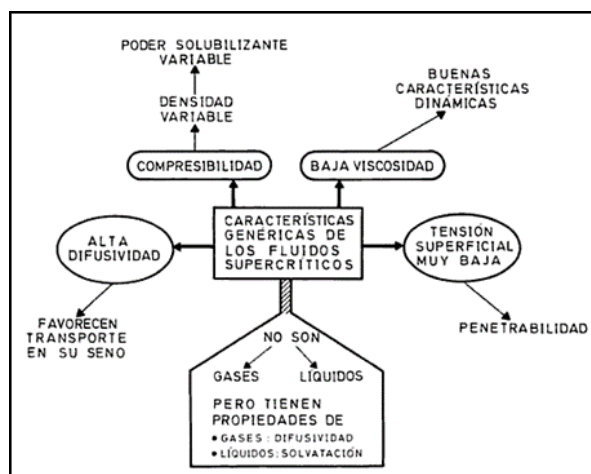 PODER SOLUBILIZANTE
VARIABLE
DENSIDAD
VARIABLE
COMPRESIBILIDAD
BUENAS
CARACTERÍSTICAS
DINÁMICAS
BAJA VISCOSIDAD
CARACTERÍSTICAS
GENÉRICAS DE
LOS FLUIDOS
SUPERCRÍTICOS
ALTA
DIFUSIVIDAD
FAVORECEN
TRANSPORTE
EN SU SENO
TENSIÓN
SUPERFICIAL
MUY BAJA
PENETRABILIDAD
NO SON
GASES
LÍQUIDOS
PERO TIENEN
PROPIEDADES DE
• GASES : DIFUSIVIDAD
• LÍQUIDOS: SOLVATACIÓN